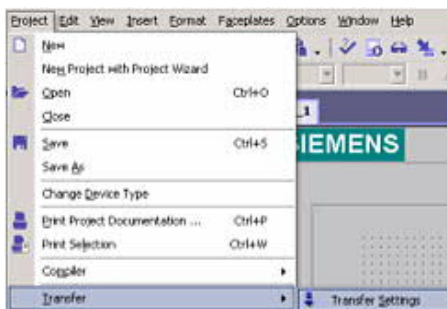 Project Edit View Insert Format Faceplates Options Window Help
New
New Project with Project Wizard
Open Ctrl+O
Close
_1
Save Ctrl+S
SIEMENS
Save As
Change Device Type
Print Project Documentation ... Ctrl+P
Print Selection Ctrl+W
Compiler
Transfer
Transfer Settings